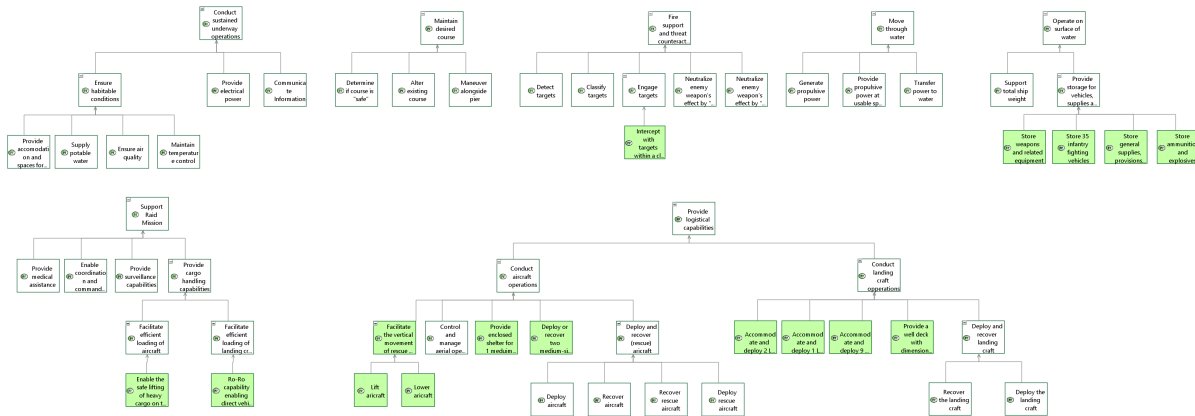 Conduct
sustained
underway
operations
Ensure
habitable
conditions
Provide
electrical
power
Communica
te
Information
Provide
accomodati
on and
spaces for...
Supply
potable
water
Ensure air
quality
Maintain
temperatur
e control
Maintain
desired
course
Determine
if course is
"safe"
Alter
existing
course
Maneuver
alongside
pier
Fire
support
and threat
counteract...
Detect
targets
Classify
targets
Engage
targets
Neutralize
enemy
weapon's
effect by "...
Neutralize
enemy
weapon's
effect by "...
Intercept
with
targets
within a cl...
Move
through
water
Generate
propulsive
power
Provide
propulsive
power at
usable sp...
Transfer
power to
water
Operate on
surface of
water
Support
total ship
weight
Provide
storage for
vehicles,
supplies a...
Store
weapons
and related
equipment
Store 35
infantry
fighting
vehicles
Store
general
supplies,
provisions...
Store
ammunition
and
explosives
Support
Raid
Mission
Provide
medical
assistance
Enable
coordinatio
n and
command...
Provide
surveillance
capabilities
Provide
cargo
handling
capabilities
Facilitate
efficient
loading of
aircraft
Facilitate
efficient
loading of
landing cr...
Enable the
safe lifting
of heavy
cargo on t...
Ro-Ro
capability
enabling
direct vehi...
Provide
logistical
capabilities
Conduct
aircraft
operations
Facilitate
the vertical
movement
of rescue ...
Control
and
manage
aerial ope...
Provide
enclosed
shelter for
1 meduim...
Deploy or
recover
two
medium-si...
Deploy and
recover
(rescue)
airicraft
Lift
aricraft
Lower
aricraft
Deploy
aircraft
Recover
aircraft
Recover
rescue
aircraft
Deploy
rescue
aircraft
Conduct
landing
craft
opperations
Accommod
ate and
deploy 2 L...
Accommod
ate and
deploy 1 L...
Accommod
ate and
deploy 9 ...
Provide a
well deck
with
dimension...
Deploy and
recover
landing
craft
Recover
the landing
craft
Deploy the
landing
craft